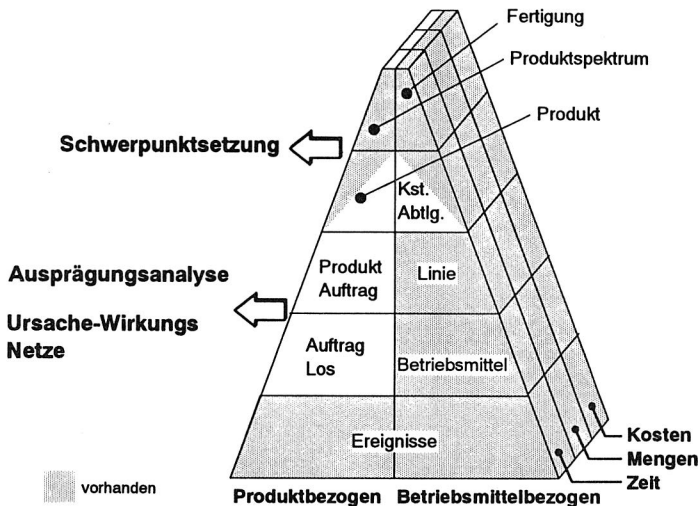 Fertigung
Produktspektrum
Produkt
Schwerpunktsetzung
Kst.
Abtlg.
Ausprägungsanalyse
Ursache-Wirkungs
Netze
Produkt
Auftrag
Linie
Auftrag
Los
Betriebsmittel
Ereignisse
Kosten
Mengen
Zeit
vorhanden
Produktbezogen
Betriebsmittelbezogen